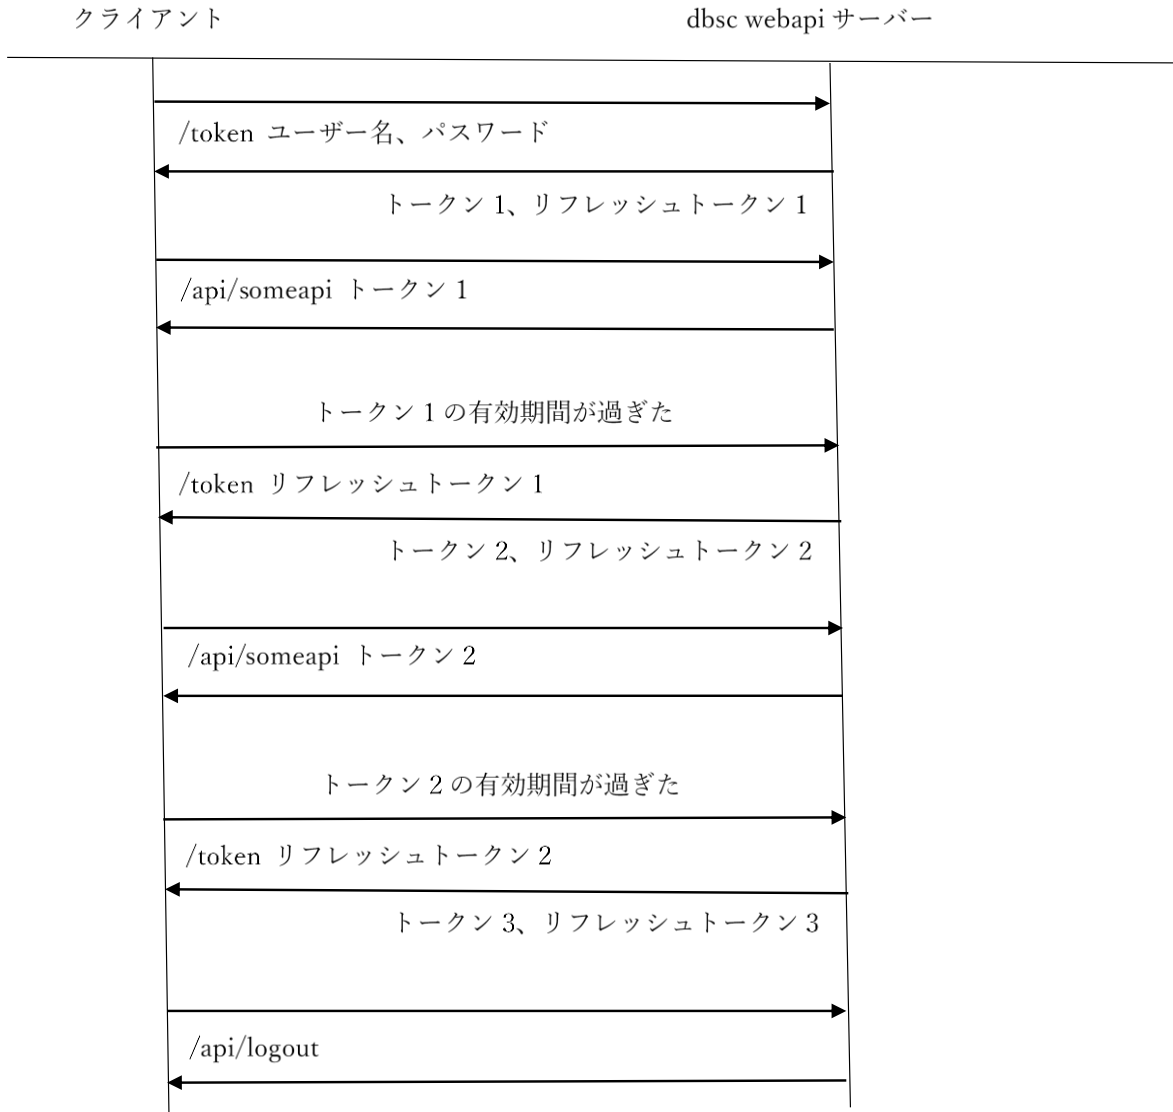 クライアント
dbsc webapi サーバー
/token ユーザー名、パスワード
トークン 1、リフレッシュトークン 1
/api/someapi トークン 1
トークン 1 の有効期間が過ぎた
/token リフレッシュトークン 1
トークン 2、リフレッシュトークン 2
/api/someapi トークン 2
トークン 2 の有効期間が過ぎた
/token リフレッシュトークン 2
トークン 3、リフレッシュトークン 3
/api/logout